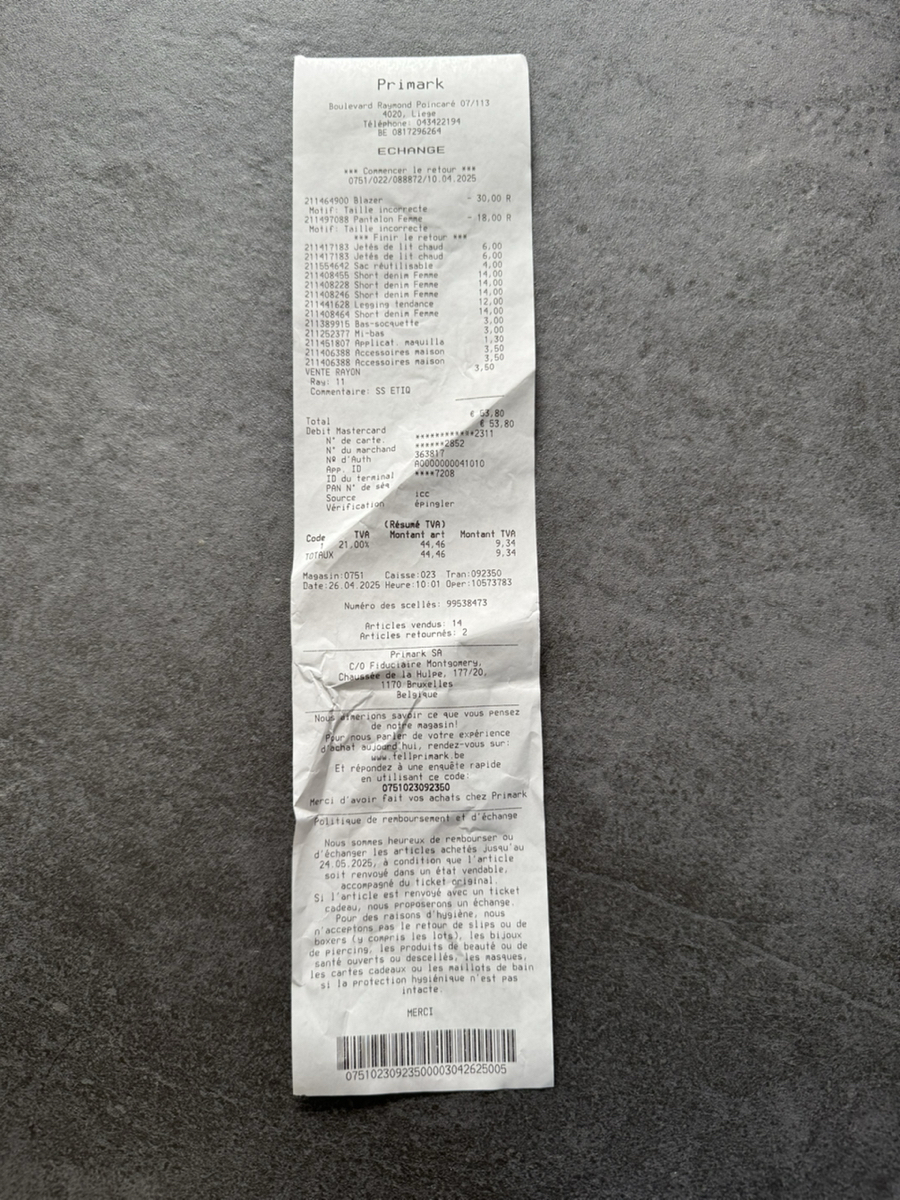 Primark
Boulevard Raymond Poincaré 07/113
4020, Liege
Téléphone: 043422194
BE 0817296264
ECHANGE
*** Commencer le retour ***
0751/022/088872/10.04.2025
211464900 Blazer - 30,00 R
Motif: Taille incorrecte
211497088 Pantalon Femme - 18,00 R
Motif: Taille incorrecte
*** Finir le retour ***
211417183 Jetés de lit chaud 6,00
211417183 Jetés de lit chaud 6,00
211554642 Sac réutilisable 4,00
211408455 Short denim Femme 14,00
211408228 Short denim Femme 14,00
211408246 Short denim Femme 14,00
211441628 Legging tendance 12,00
211408464 Short denim Femme 14,00
211389915 Bas-socquette 3,00
211252377 Mi-bas 3,00
211451807 Applicat. maquilla 1,30
211406388 Accessoires maison 3,50
211406388 Accessoires maison 3,50
VENTE RAYON 3,50
Ray: 11
Commentaire: SS ETIQ
Total € 53,80
Debit Mastercard € 53,80
N° de carte. ************2311
N° du marchand ******2852
Nº d'Auth 363817
App. ID A0000000041010
ID du terminal ****7208
PAN N° de séq
Source icc
Vérification épingler
(Résumé TVA)
Code TVA Montant art Montant TVA
1 21.00% 44,46 9,34
TOTAUX 44,46 9,34
Magasin:0751 Caisse:023 Tran:092350
Date:26.04.2025 Heure:10:01 Oper:10573783
Numéro des scellés: 99538473
Articles vendus: 14
Articles retournés: 2
Primark SA
C/O Fiduciaire Montgomery,
Chaussée de la Hulpe, 177/20,
1170 Bruxelles
Belgique
Nous aimerions savoir ce que vous pensez
de notre magasin!
Pour nous parler de votre expérience
d'achat aujourd'hui, rendez-vous sur:
www.tellprimark.be
Et répondez à une enquête rapide
en utilisant ce code:
0751023092350
Merci d'avoir fait vos achats chez Primark
Politique de remboursement et d'échange
Nous sommes heureux de rembourser ou
d'échanger les articles achetés jusqu'au
24.05.2025, à condition que l'article
soit renvoyé dans un état vendable,
accompagné du ticket original.
Si l'article est renvoyé avec un ticket
cadeau, nous proposerons un échange.
Pour des raisons d'hygiène, nous
n'acceptons pas le retour de slips ou de
boxers (y compris les lots), les bijoux
de piercing, les produits de beauté ou de
santé ouverts ou descellés, les masques,
les cartes cadeaux ou les maillots de bain
si la protection hygiénique n'est pas
intacte.
MERCI
07510230923500003042625005